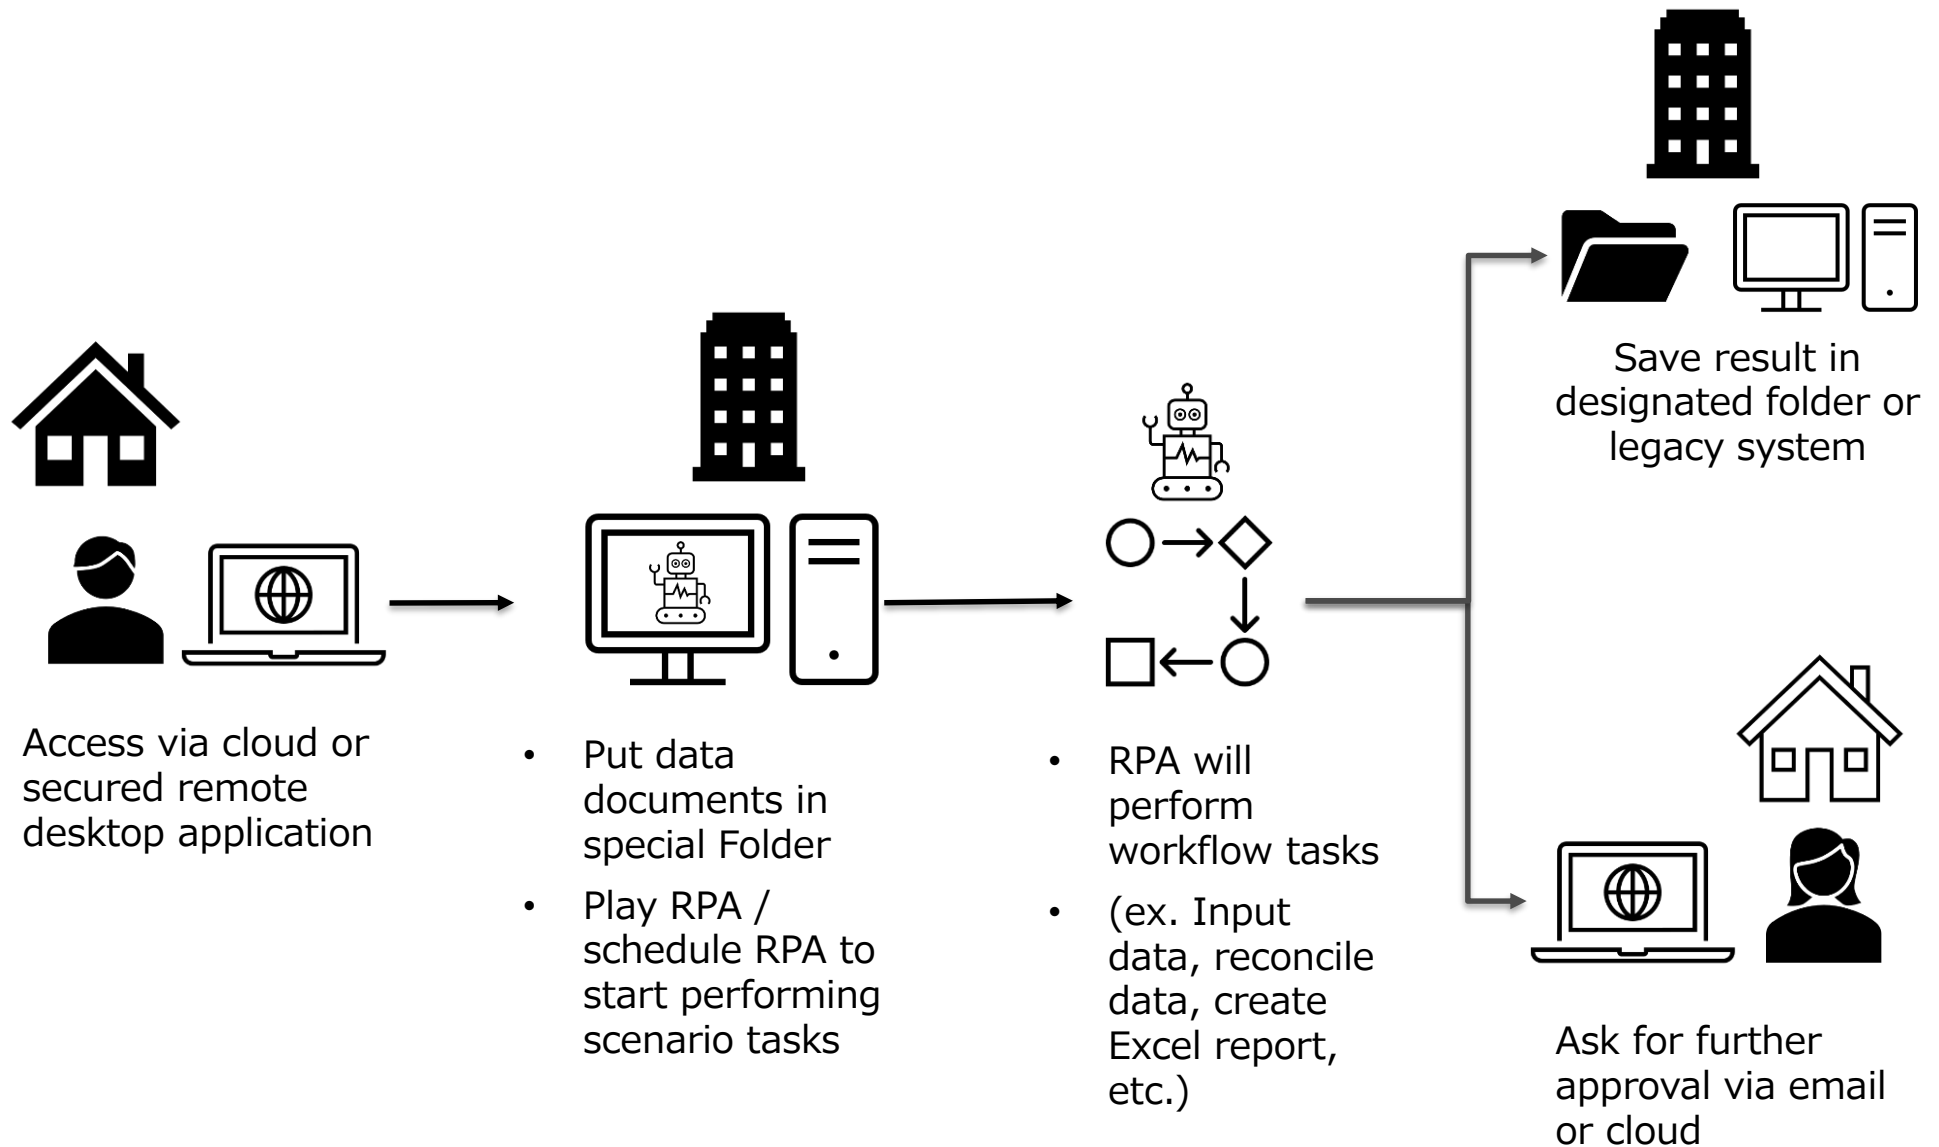 Access via cloud or
secured remote
desktop application
• Put data
documents in
special Folder
• Play RPA /
schedule RPA to
start performing
scenario tasks
• RPA will
perform
workflow tasks
• (ex. Input
data, reconcile
data, create
Excel report,
etc.)
Save result in
designated folder or
legacy system
Ask for further
approval via email
or cloud